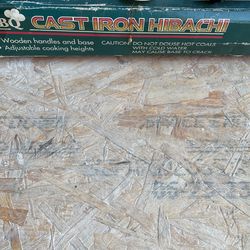 CAST IRON HIBACHI
• Wooden handles and base
• Adjustable cooking heights
CAUTION: DO NOT DOUSE HOT COALS
WITH COLD WATER
MAY CAUSE BASE TO CRACK